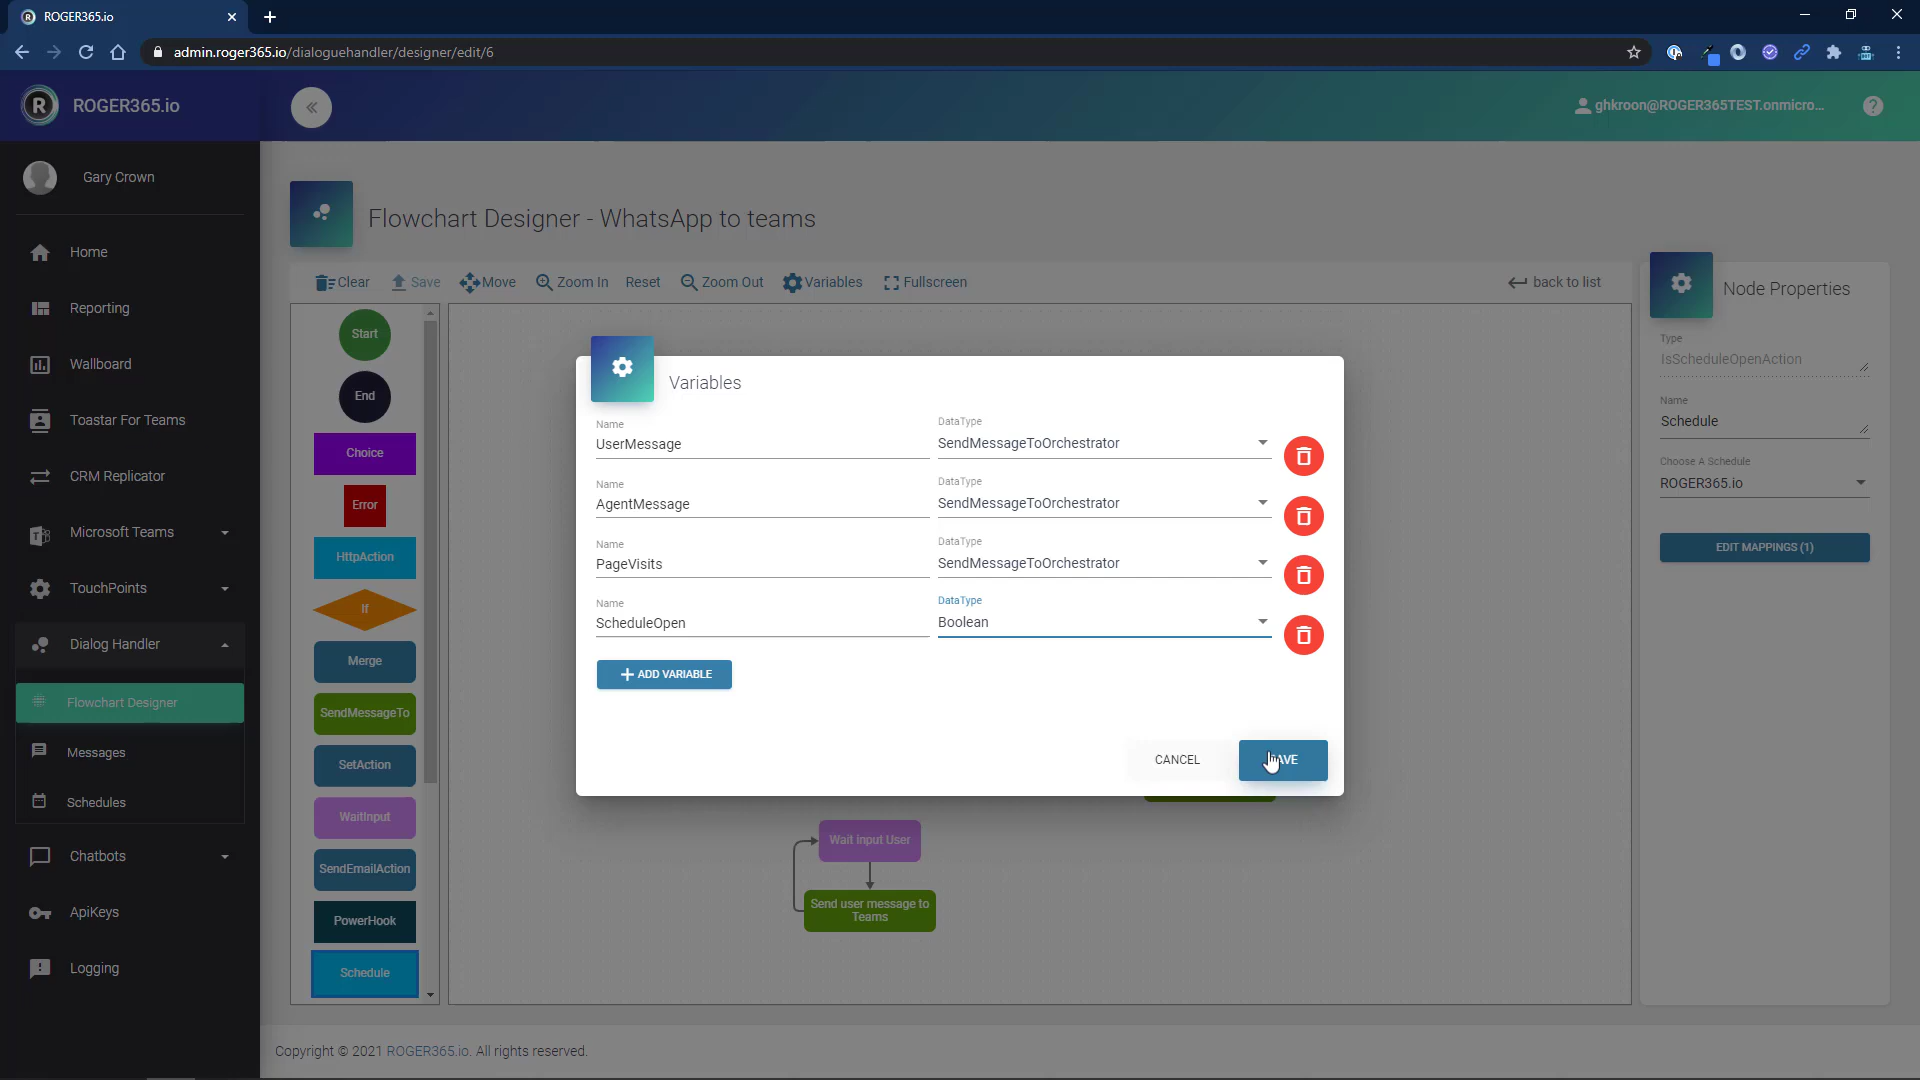 ROGER365.io
admin.roger365.io/dialoguehandler/designer/edit/6
R ROGER365.io
ghkroon@ROGER365TEST.onmicro...
Gary Crown
Home
Reporting
Wallboard
Toastar For Teams
CRM Replicator
Microsoft Teams
TouchPoints
Dialog Handler
Flowchart Designer
Messages
Schedules
Chatbots
ApiKeys
Logging
Flowchart Designer - WhatsApp to teams
Clear Save Move Zoom In Reset Zoom Out Variables Fullscreen back to list
Start
End
Choice
Error
HttpAction
If
Merge
SendMessageTo
SetAction
WaitInput
SendEmailAction
PowerHook
Schedule
Variables
Name DataType
UserMessage SendMessageToOrchestrator
Name DataType
AgentMessage SendMessageToOrchestrator
Name DataType
PageVisits SendMessageToOrchestrator
Name DataType
ScheduleOpen Boolean
ADD VARIABLE
CANCEL
Wait input User
Send user message to
Teams
Node Properties
Type
IsScheduleOpenAction
Name
Schedule
Choose A Schedule
ROGER365.io
EDIT MAPPINGS (1)
Copyright © 2021 ROGER365.io. All rights reserved.